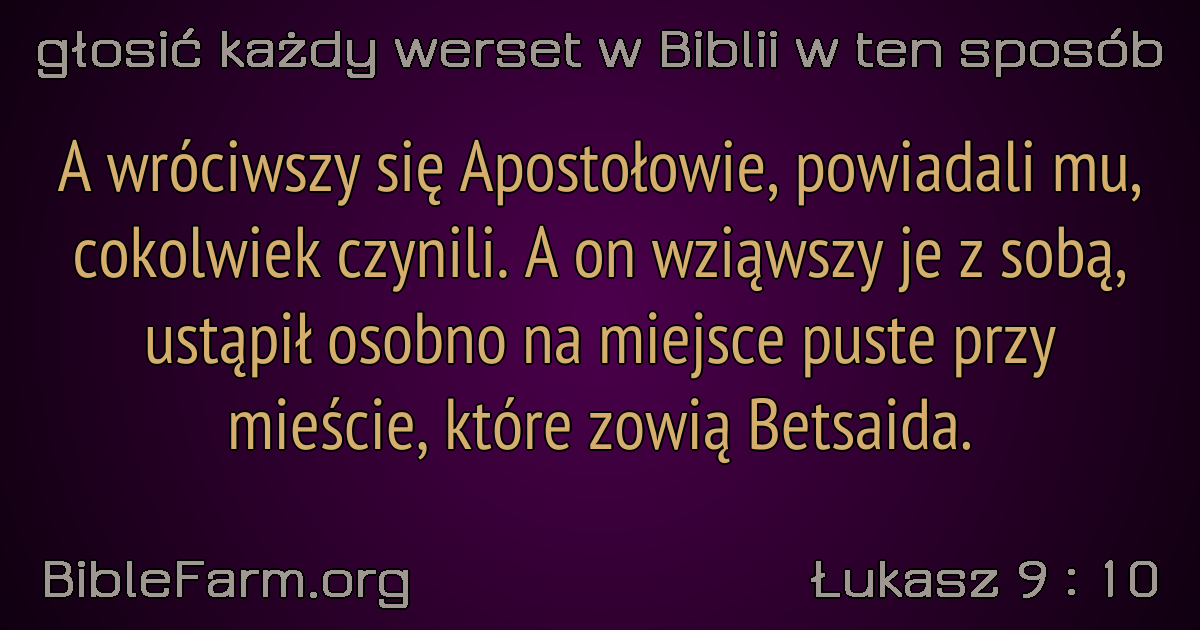 głosić każdy werset w Biblii w ten sposób
A wróciwszy się Apostołowie, powiadali mu,
cokolwiek czynili. A on wziąwszy je z sobą,
ustąpił osobno na miejsce puste przy
mieście, które zowią Betsaida.
BibleFarm.org
Łukasz 9 : 10